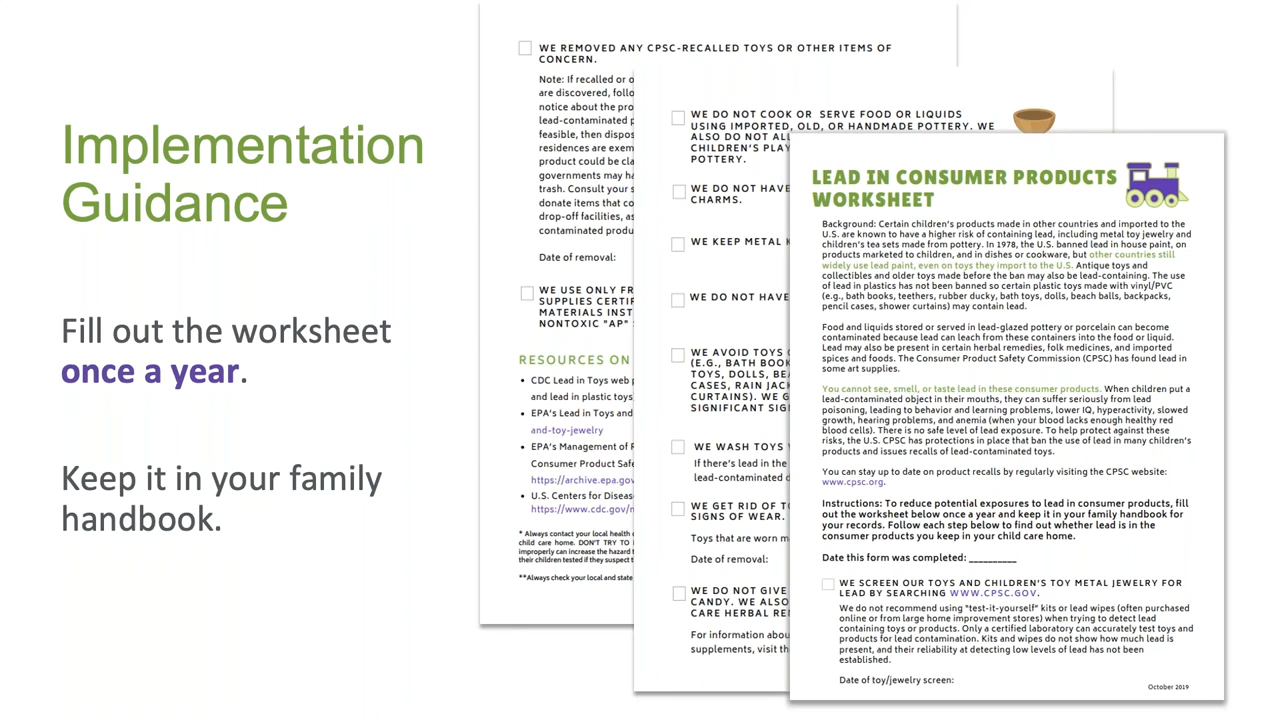 Implementation
Guidance
Fill out the worksheet
once a year.
Keep it in your family
handbook.
WE REMOVED ANY CPSC-RECALLED TOYS OR OTHER ITEMS OF
CONCERN.
Note: If recalled or o
are discovered, follo
notice about the pro
lead-contaminated p
feasible, then dispos
residences are exem
product could be cla
governments may ha
trash. Consult your s
donate items that co
drop-off facilities, as
contaminated produ
Date of removal:
WE USE ONLY FR
SUPPLIES CERTIF
MATERIALS INST
NONTOXIC "AP" S
RESOURCES ON
• CDC Lead in Toys web p
and lead in plastic toys
• EPA's Lead in Toys and
and-toy-jewelry
• EPA's Management of R
Consumer Product Safe
https://archive.epa.gov
• U.S. Centers for Diseas
https://www.cdc.gov/n
* Always contact your local health d
child care home. DON'T TRY TO
improperly can increase the hazard t
their children tested if they suspect t
**Always check your local and state
WE DO NOT COOK OR SERVE FOOD OR LIQUIDS
USING IMPORTED, OLD, OR HANDMADE POTTERY. WE
ALSO DO NOT ALL
CHILDREN'S PLAY
POTTERY.
WE DO NOT HAVE
CHARMS.
WE KEEP METAL K
WE DO NOT HAVE
WE AVOID TOYS
(E.G., BATH BOOK
TOYS, DOLLS, BEA
CASES, RAIN JACK
CURTAINS). WE G
SIGNIFICANT SIG
WE WASH TOYS
If there's lead in the
lead-contaminated d
WE GET RID OF TO
SIGNS OF WEAR.
Toys that are worn m
Date of removal:
WE DO NOT GIVE
CANDY. WE ALSO
CARE HERBAL REM
For information abou
supplements, visit th
LEAD IN CONSUMER PRODUCTS
WORKSHEET
Background: Certain children's products made in other countries and imported to the
U.S. are known to have a higher risk of containing lead, including metal toy jewelry and
children's tea sets made from pottery. In 1978, the U.S. banned lead in house paint, on
products marketed to children, and in dishes or cookware, but other countries still
widely use lead paint, even on toys they import to the U.S. Antique toys and
collectibles and older toys made before the ban may also be lead-containing. The use
of lead in plastics has not been banned so certain plastic toys made with vinyl/PVC
(e.g., bath books, teethers, rubber ducky, bath toys, dolls, beach balls, backpacks,
pencil cases, shower curtains) may contain lead.
Food and liquids stored or served in lead-glazed pottery or porcelain can become
contaminated because lead can leach from these containers into the food or liquid.
Lead may also be present in certain herbal remedies, folk medicines, and imported
spices and foods. The Consumer Product Safety Commission (CPSC) has found lead in
some art supplies.
You cannot see, smell, or taste lead in these consumer products. When children put a
lead-contaminated object in their mouths, they can suffer seriously from lead
poisoning, leading to behavior and learning problems, lower IQ, hyperactivity, slowed
growth, hearing problems, and anemia (when your blood lacks enough healthy red
blood cells). There is no safe level of lead exposure. To help protect against these
risks, the U.S. CPSC has protections in place that ban the use of lead in many children's
products and issues recalls of lead-contaminated toys.
You can stay up to date on product recalls by regularly visiting the CPSC website:
www.cpsc.org.
Instructions: To reduce potential exposures to lead in consumer products, fill
out the worksheet below once a year and keep it in your family handbook for
your records. Follow each step below to find out whether lead is in the
consumer products you keep in your child care home.
Date this form was completed: __________
WE SCREEN OUR TOYS AND CHILDREN'S TOY METAL JEWELRY FOR
LEAD BY SEARCHING WWW.CPSC.GOV.
We do not recommend using "test-it-yourself" kits or lead wipes (often purchased
online or from large home improvement stores) when trying to detect lead
containing toys or products. Only a certified laboratory can accurately test toys and
products for lead contamination. Kits and wipes do not show how much lead is
present, and their reliability at detecting low levels of lead has not been
established.
Date of toy/jewelry screen:
October 2019